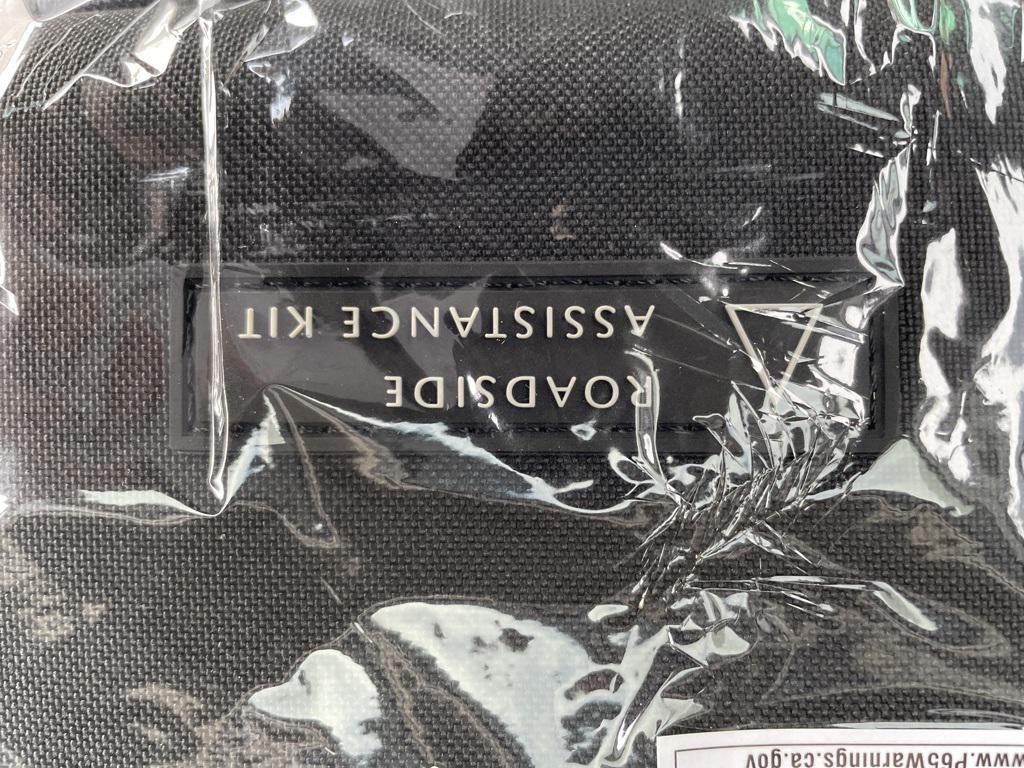 ROADSIDE
ASSISTANCE KIT
www.P65Warnings.ca.gov